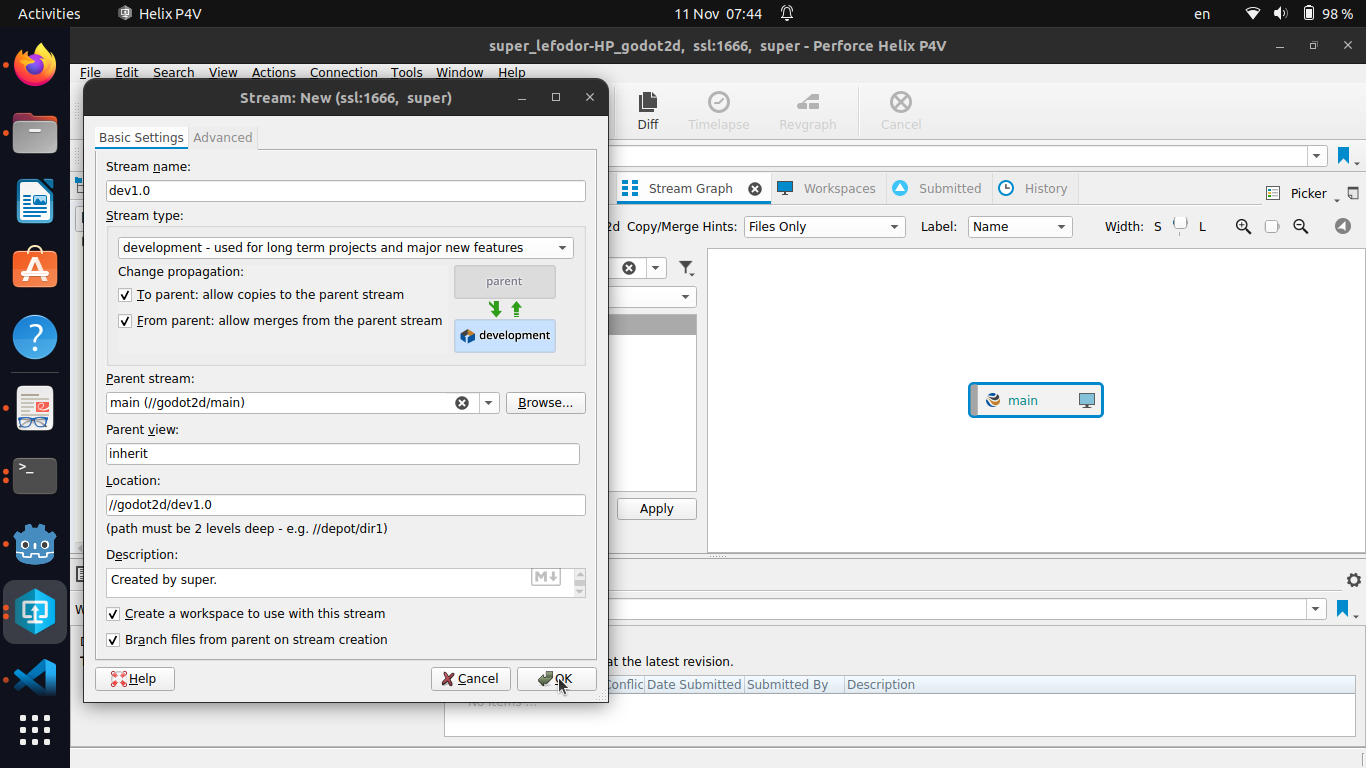 Activities Helix P4V 11 Nov 07:44 en 98 %
super_lefodor-HP_godot2d, ssl:1666, super - Perforce Helix P4V
File Edit Search View Actions Connection Tools Window Help
Stream: New (ssl:1666, super)
Diff Timelapse Revgraph Cancel
Basic Settings Advanced
Stream name:
dev1.0
Stream type:
development - used for long term projects and major new features
Change propagation:
To parent: allow copies to the parent stream
From parent: allow merges from the parent stream
parent
development
Parent stream:
main (//godot2d/main)
Browse...
Parent view:
inherit
Location:
//godot2d/dev1.0
(path must be 2 levels deep - e.g. //depot/dir1)
Description:
Created by super.
M
Create a workspace to use with this stream
Branch files from parent on stream creation
Help Cancel OK
Stream Graph Workspaces Submitted History Picker
2d Copy/Merge Hints: Files Only Label: Name Width: S L
main
Apply
at the latest revision.
Conflic Date Submitted Submitted By Description
No items ...